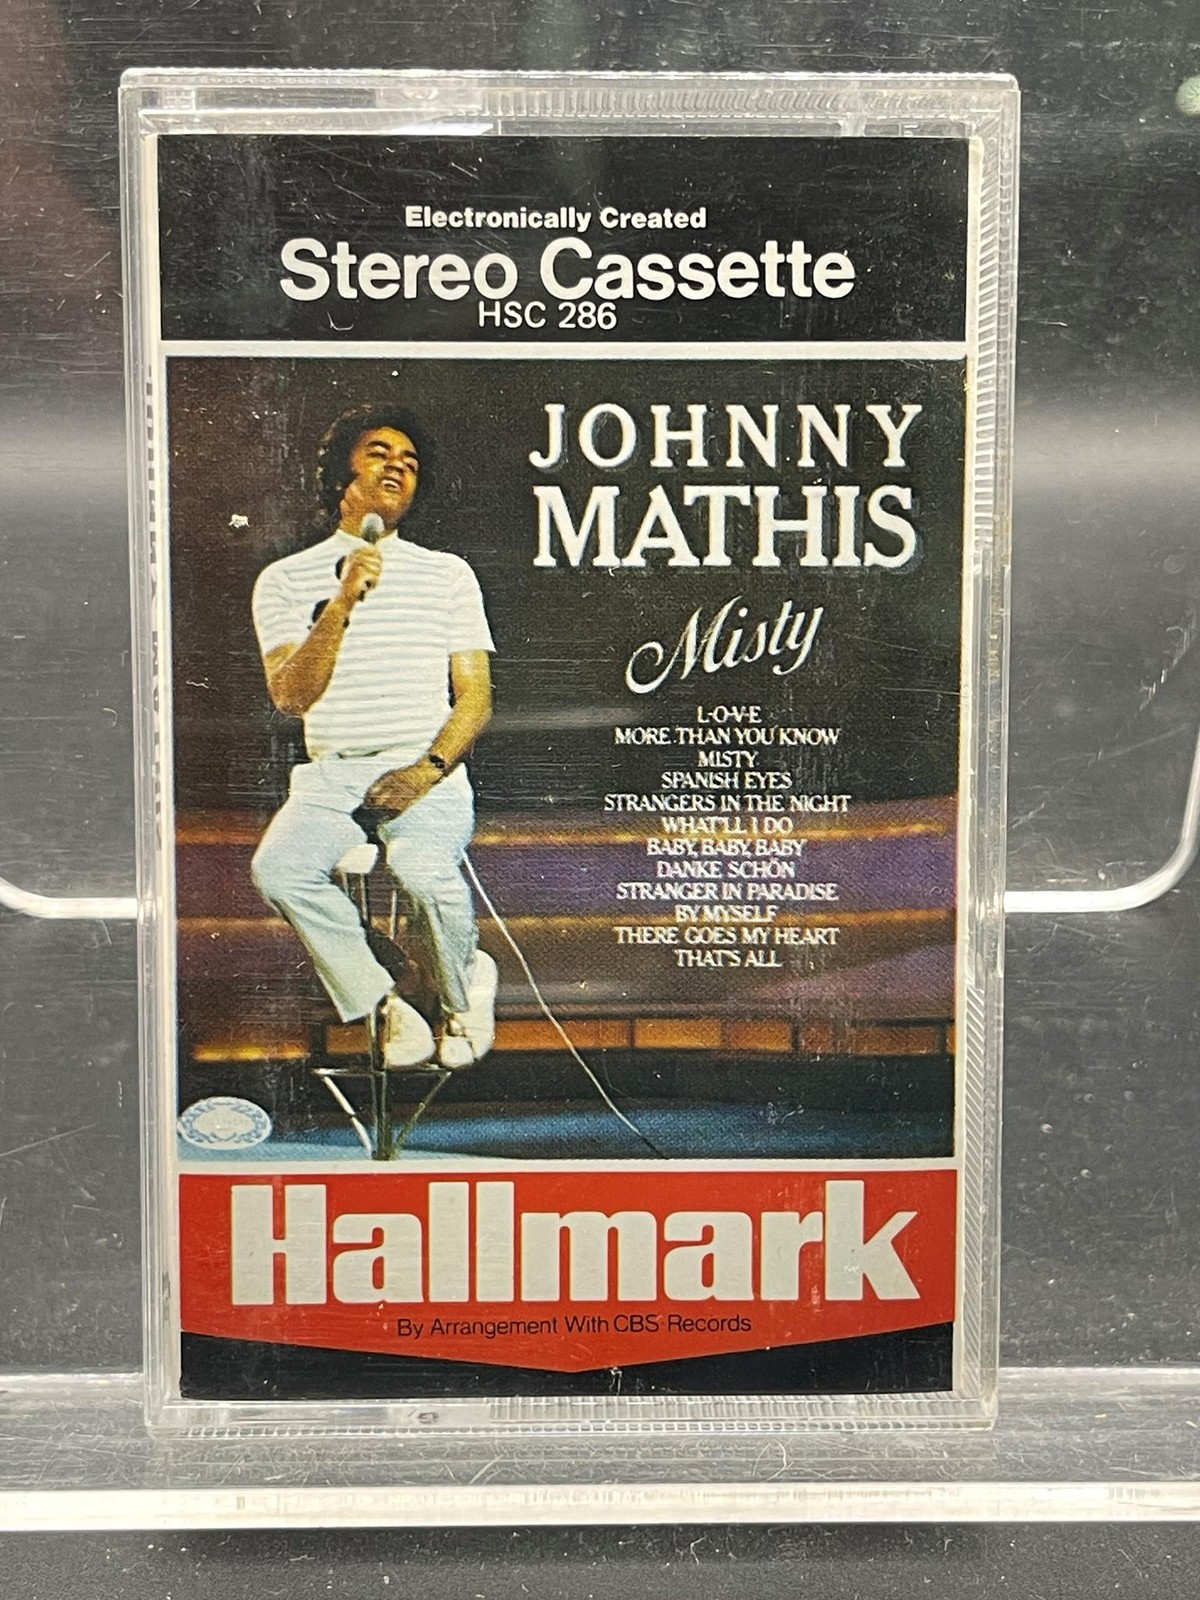 Electronically Created
Stereo Cassette
HSC 286
JOHNNY
MATHIS
Misty
L-O-V-E
MORE THAN YOU KNOW
MISTY
SPANISH EYES
STRANGERS IN THE NIGHT
WHAT'LL I DO
BABY, BABY, BABY
DANKE SCHÖN
STRANGER IN PARADISE
BY MYSELF
THERE GOES MY HEART
THAT'S ALL
Hallmark
By Arrangement With CBS Records